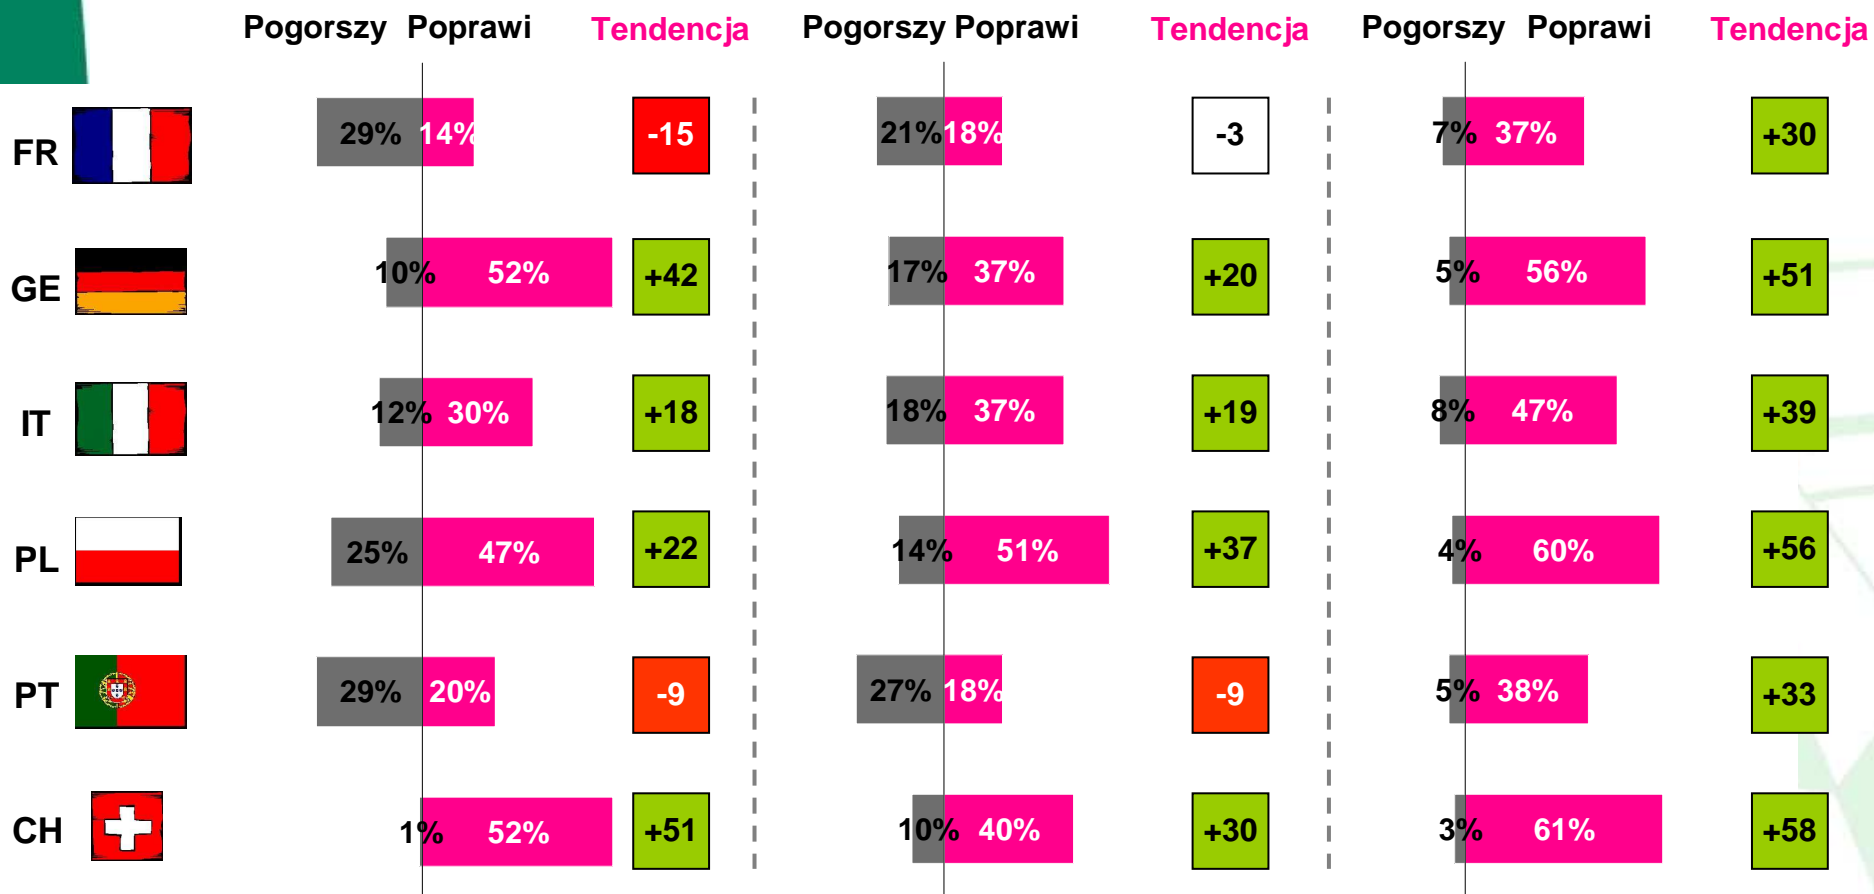 Pogorszy Poprawi Tendencja Pogorszy Poprawi Tendencja Pogorszy Poprawi Tendencja
FR 29% 14% -15 21% 18% -3 7% 37% +30
GE 10% 52% +42 17% 37% +20 5% 56% +51
IT 12% 30% +18 18% 37% +19 8% 47% +39
PL 25% 47% +22 14% 51% +37 4% 60% +56
PT 29% 20% -9 27% 18% -9 5% 38% +33
CH 1% 52% +51 10% 40% +30 3% 61% +58